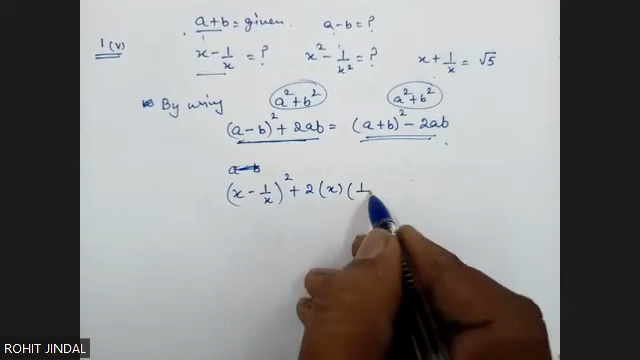 . a+b = given    a-b = ?
1(v)
x - 1/x = ?    x² - 1/x² = ?    x + 1/x = √5
By using    a²+b²    a²+b²
(a-b)² + 2ab = (a+b)² - 2ab
(x - 1/x)² + 2(x)(1
ROHIT JINDAL